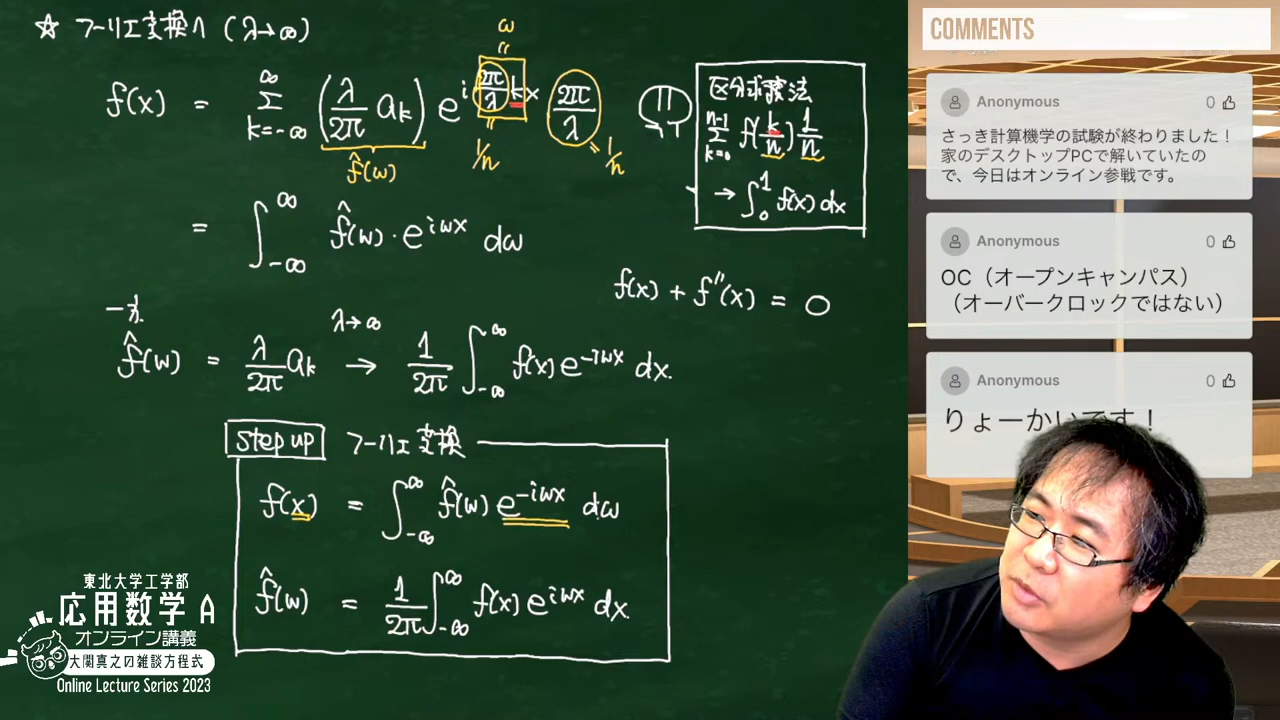 ☆ フーリエ変換へ (λ→∞)
ω
=
f(x) = Σ_{k=-∞}^{∞} (λ/2π a_k) e^{i 2π/λ k x} (2π/λ)
f̂(ω)
= 1/n
= 1/n
区分求積法
Σ_{k=0}^{n-1} f(k/n) 1/n
→ ∫_0^1 f(x) dx
= ∫_{-∞}^{∞} f̂(ω)・e^{iωx} dω
f(x) + f''(x) = 0
一方
f̂(ω) = λ/2π a_k →^{λ→∞} 1/2π ∫_{-∞}^{∞} f(x) e^{-iωx} dx.
Step up フーリエ変換
f(x) = ∫_{-∞}^{∞} f̂(ω) e^{-iωx} dω
f̂(ω) = 1/2π ∫_{-∞}^{∞} f(x) e^{iωx} dx.
東北大学工学部
応用数学 A
オンライン講義
大関真之の雑談方程式
Online Lecture Series 2023
COMMENTS
Anonymous 0
さっき計算機学の試験が終わりました！
家のデスクトップPCで解いていたの
で、今日はオンライン参戦です。
Anonymous 0
OC（オープンキャンパス）
（オーバークロックではない）
Anonymous 0
りょーかいです！